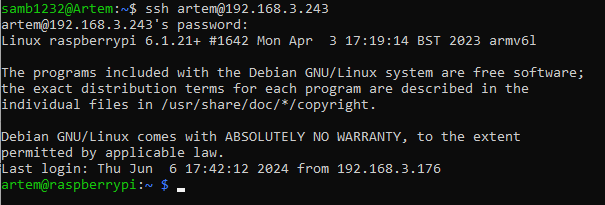 samb1232@Artem:~$ ssh artem@192.168.3.243
artem@192.168.3.243's password:
Linux raspberrypi 6.1.21+ #1642 Mon Apr  3 17:19:14 BST 2023 armv6l

The programs included with the Debian GNU/Linux system are free software;
the exact distribution terms for each program are described in the
individual files in /usr/share/doc/*/copyright.

Debian GNU/Linux comes with ABSOLUTELY NO WARRANTY, to the extent
permitted by applicable law.
Last login: Thu Jun  6 17:42:12 2024 from 192.168.3.176
artem@raspberrypi:~ $